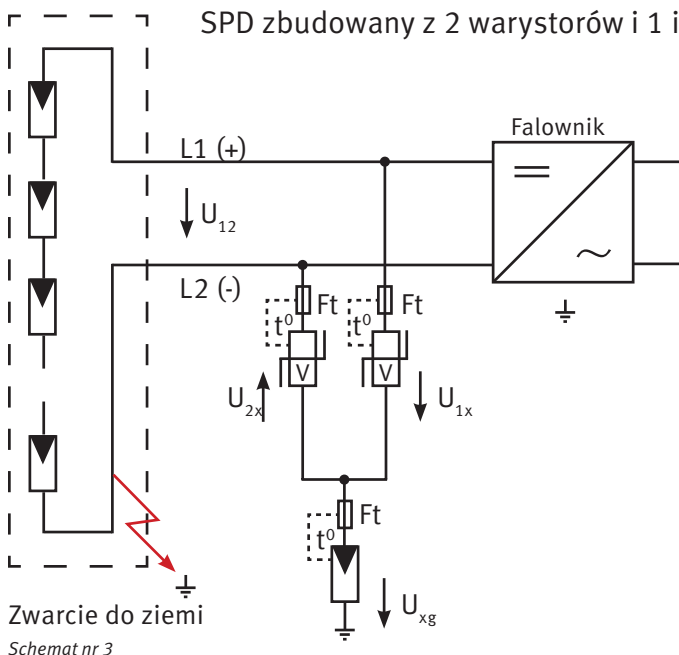 SPD zbudowany z 2 warystorów i 1 i
Falownik
L1 (+)
U12
L2 (-)
Ft
Ft
t0
t0
V
V
U2x
U1x
Ft
t0
Uxg
Zwarcie do ziemi
Schemat nr 3